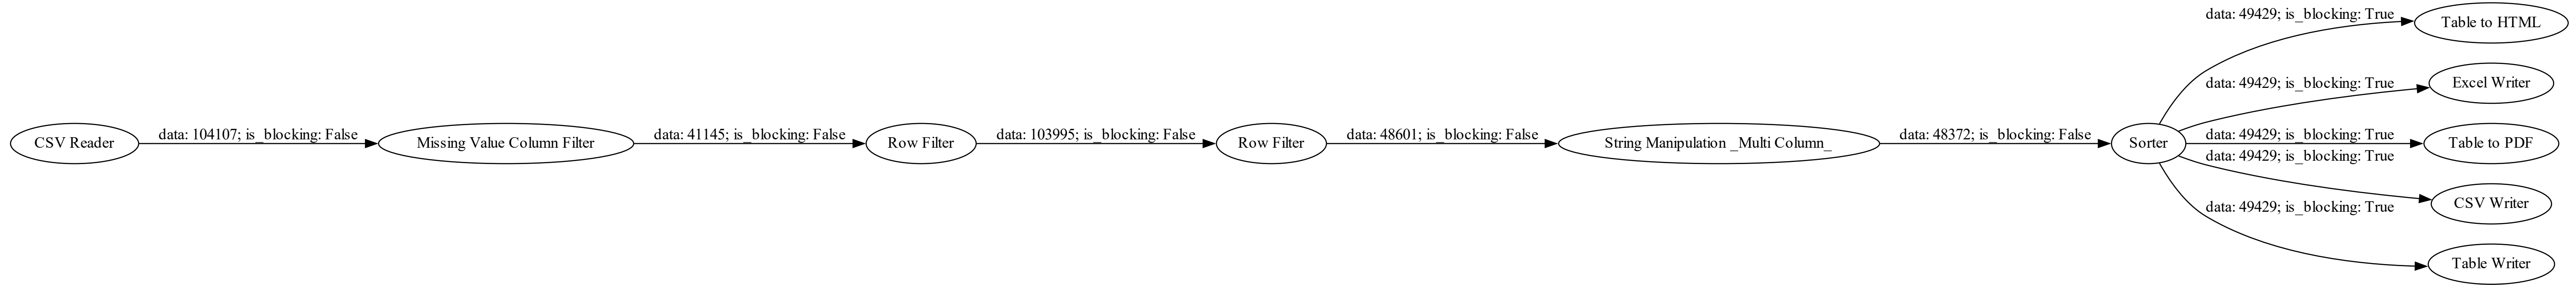 CSV Reader
data: 104107; is_blocking: False
Missing Value Column Filter
data: 41145; is_blocking: False
Row Filter
data: 103995; is_blocking: False
Row Filter
data: 48601; is_blocking: False
String Manipulation _Multi Column_
data: 48372; is_blocking: False
Sorter
data: 49429; is_blocking: True
Table to HTML
data: 49429; is_blocking: True
Excel Writer
data: 49429; is_blocking: True
Table to PDF
data: 49429; is_blocking: True
CSV Writer
data: 49429; is_blocking: True
Table Writer